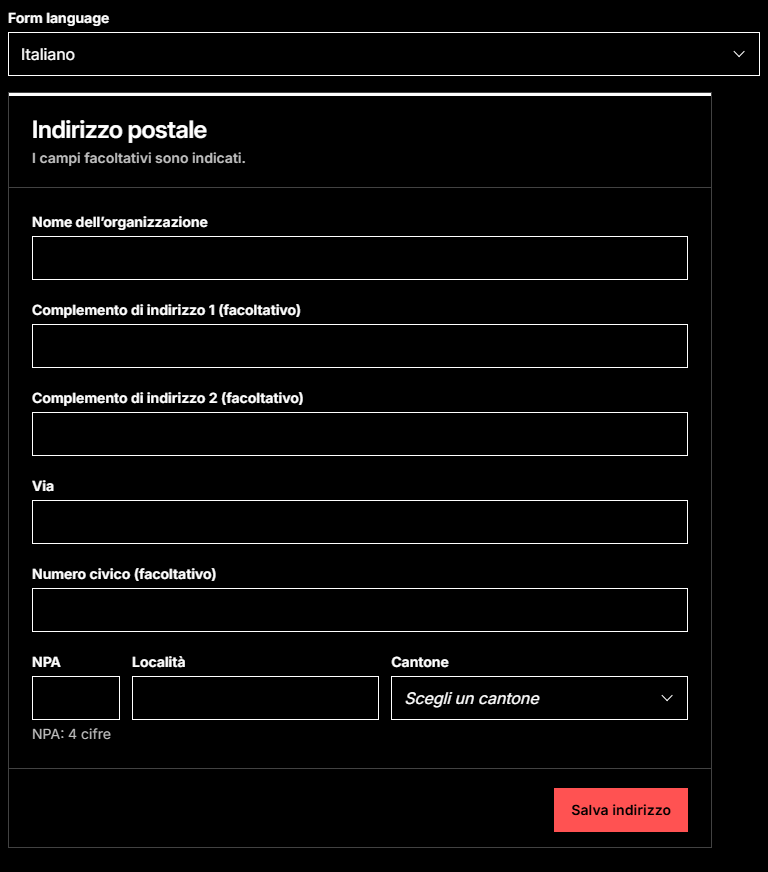 Form language
Italiano
Indirizzo postale
I campi facoltativi sono indicati.
Nome dell’organizzazione
Complemento di indirizzo 1 (facoltativo)
Complemento di indirizzo 2 (facoltativo)
Via
Numero civico (facoltativo)
NPA Località Cantone
Scegli un cantone
NPA: 4 cifre
Salva indirizzo